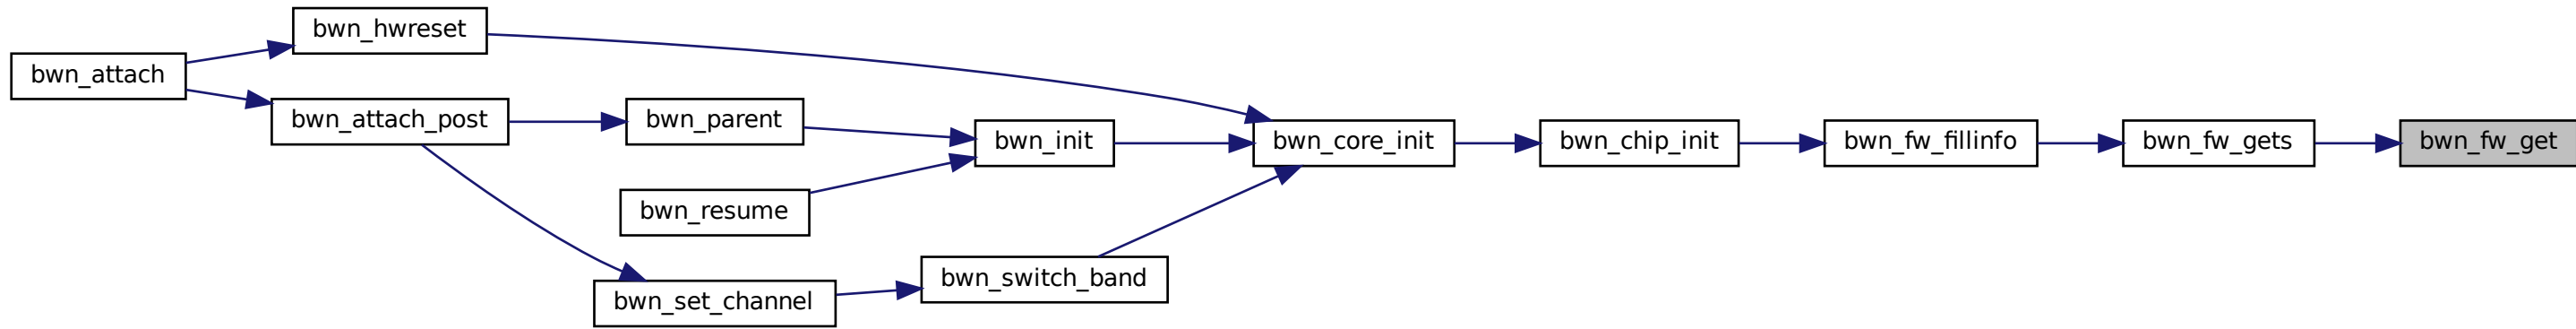 bwn_attach
bwn_hwreset
bwn_attach_post
bwn_parent
bwn_resume
bwn_set_channel
bwn_init
bwn_switch_band
bwn_core_init
bwn_chip_init
bwn_fw_fillinfo
bwn_fw_gets
bwn_fw_get